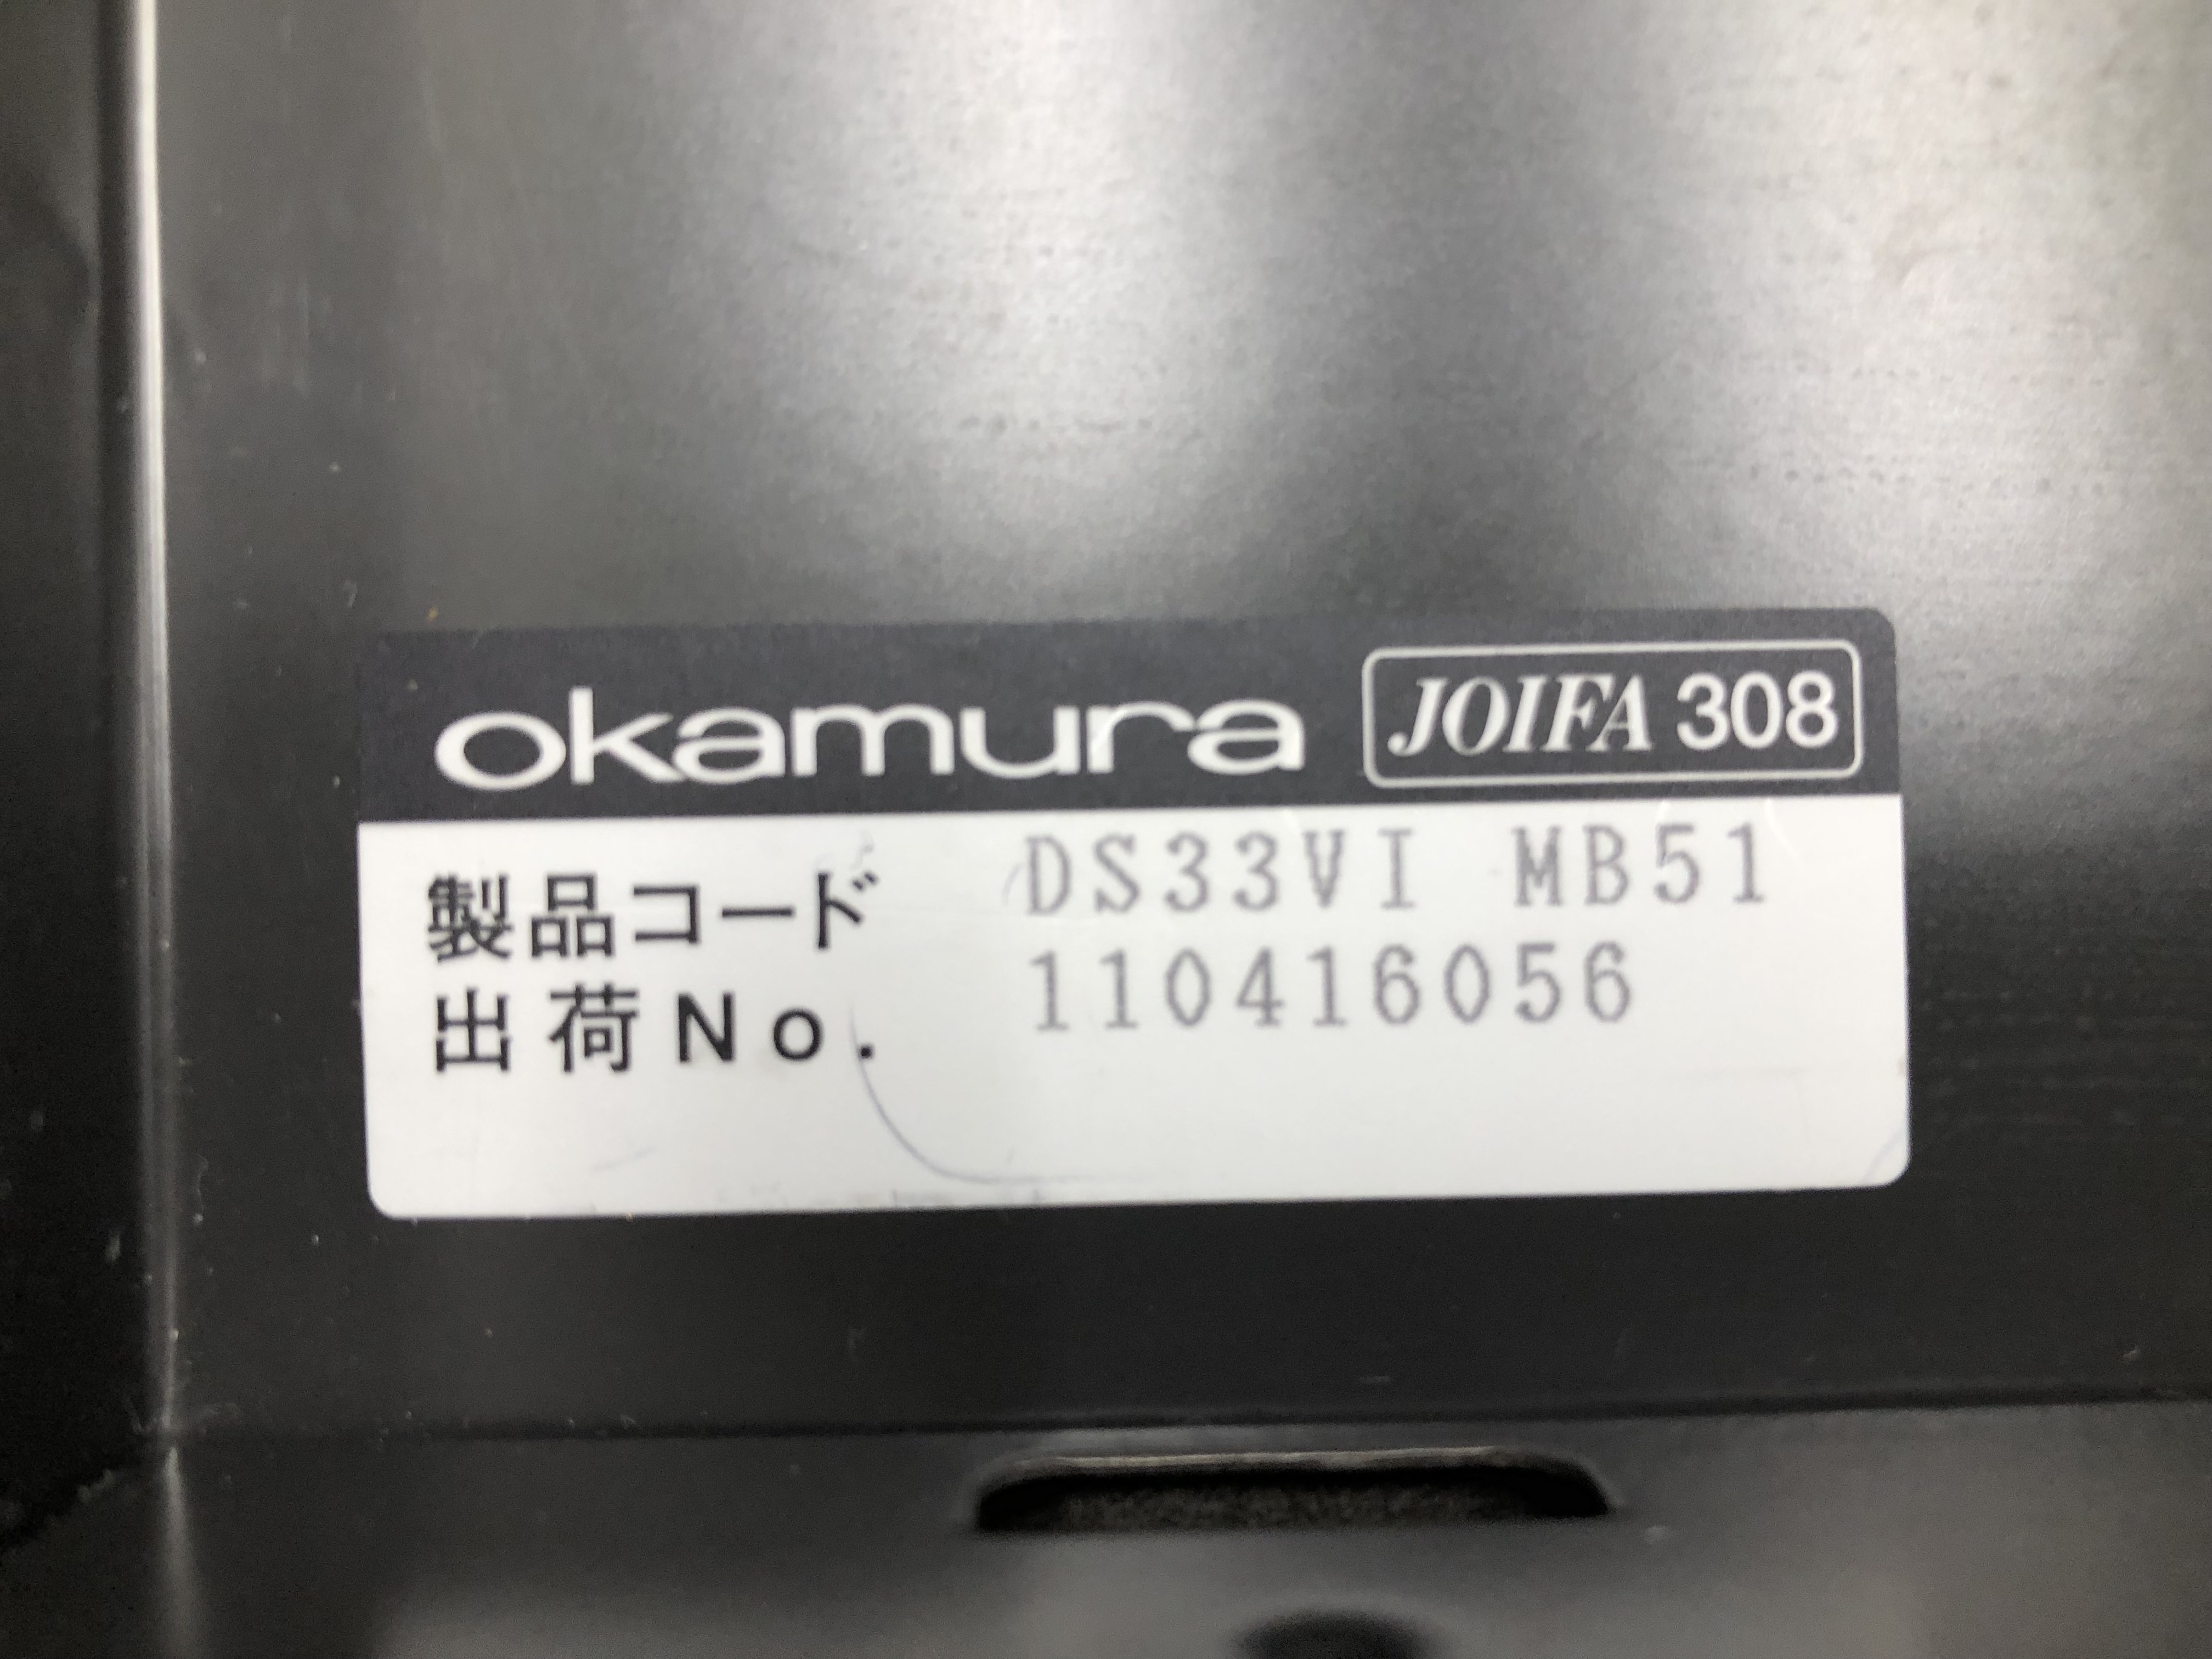 okamura JOIFA 308
製品コード DS33VI MB51
出荷No. 110416056